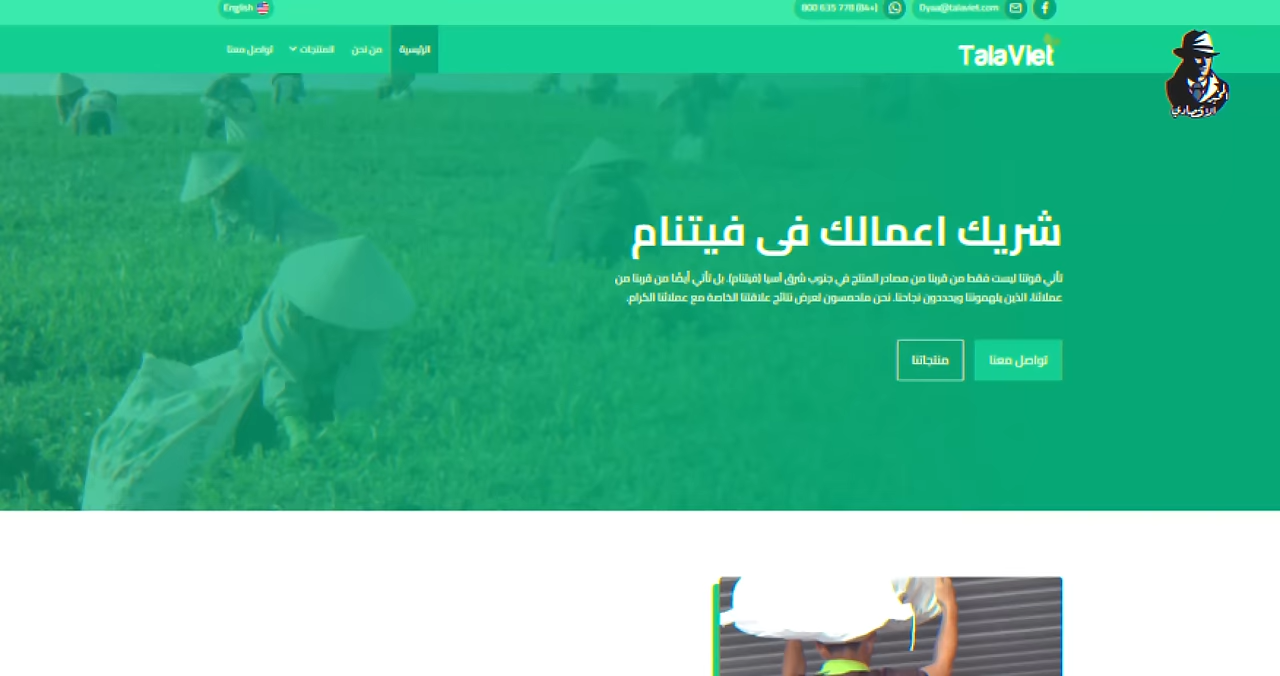 English
800 635 778 (84+)
Dyaa@talaviet.com
TalaViet
الرئيسية
من نحن
المنتجات
تواصل معنا
الاقتصادي
شريك اعمالك فى فيتنام
تأتي قوتنا ليست فقط من قربنا من مصادر المنتج في جنوب شرق آسيا (فيتنام). بل تأتي أيضًا من قربنا من
عملائنا، الذين يلهموننا ويحددون نجاحنا. نحن متحمسون لعرض نتائج علاقتنا الخاصة مع عملائنا الكرام.
تواصل معنا
منتجاتنا